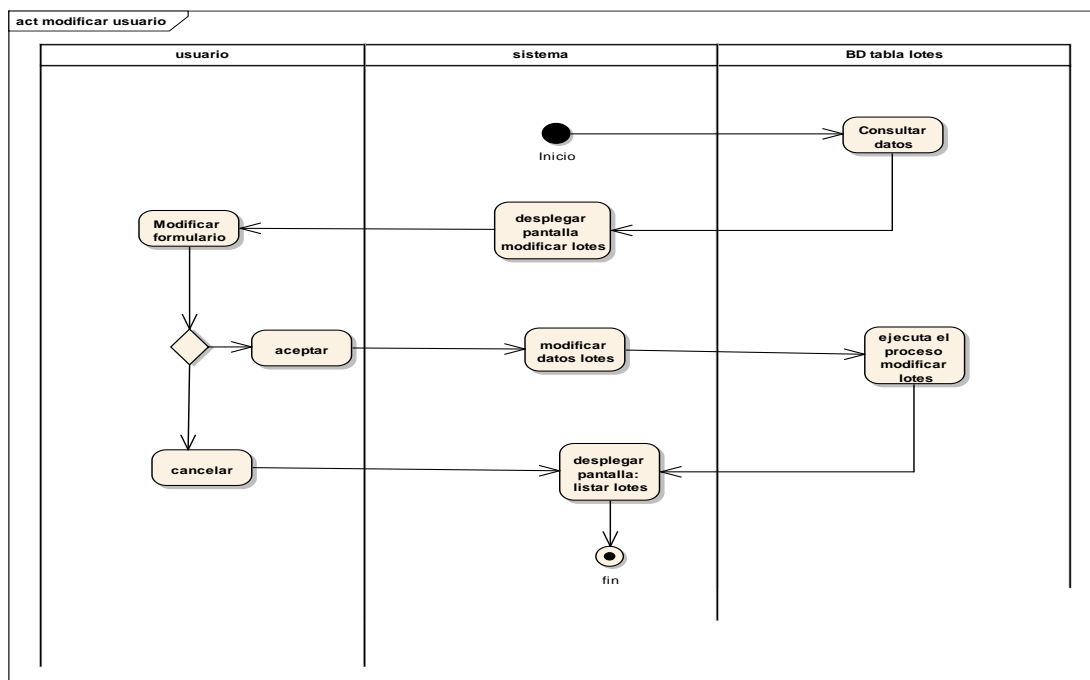 act modificar usuario
usuario
sistema
BD tabla lotes
Inicio
Consultar
datos
Modificar
formulario
desplegar
pantalla
modificar lotes
aceptar
modificar
datos lotes
ejecuta el
proceso
modificar
lotes
cancelar
desplegar
pantalla:
listar lotes
fin